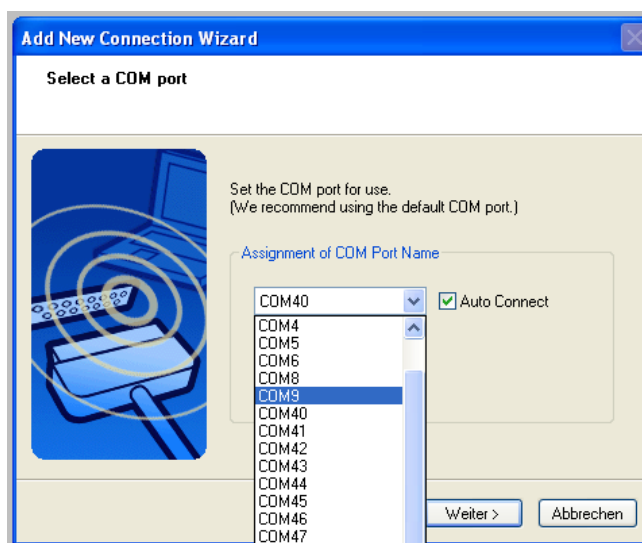 Add New Connection Wizard
Select a COM port
Set the COM port for use.
(We recommend using the default COM port.)
Assignment of COM Port Name
COM40
Auto Connect
COM4
COM5
COM6
COM8
COM9
COM40
COM41
COM42
COM43
COM44
COM45
COM46
COM47
Weiter >
Abbrechen